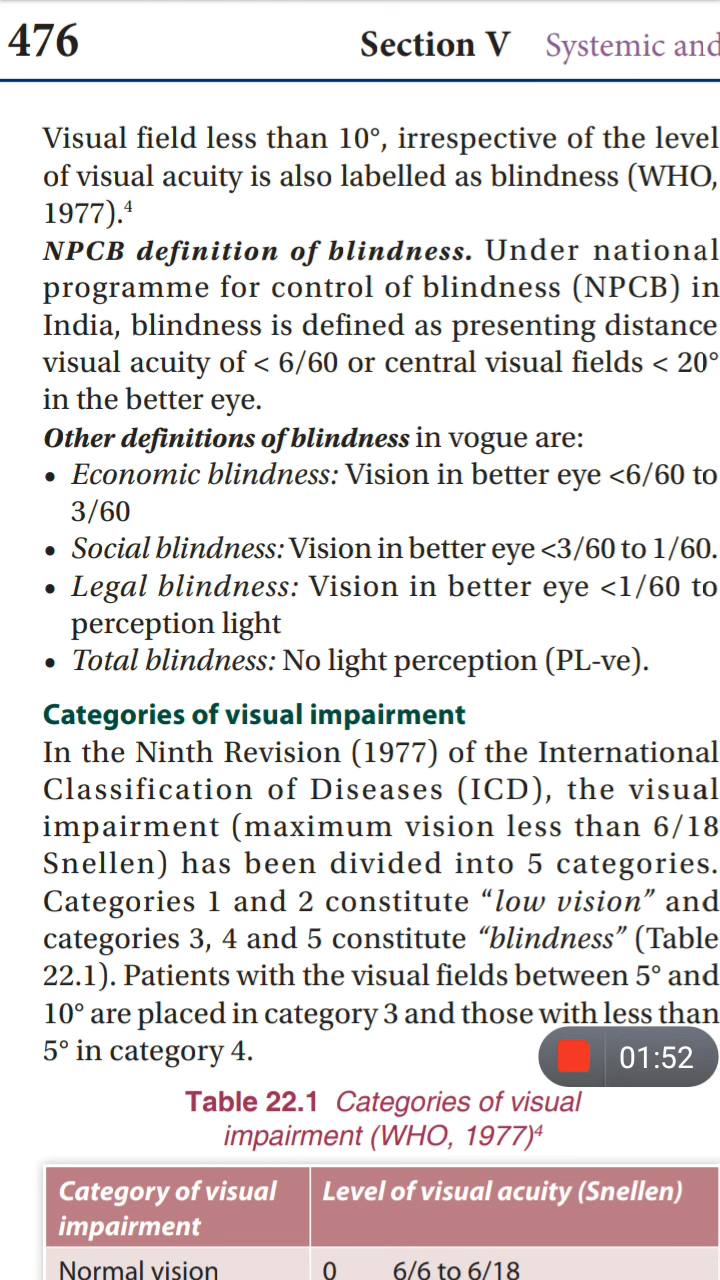 476 Section V Systemic and
Visual field less than 10°, irrespective of the level
of visual acuity is also labelled as blindness (WHO,
1977).⁴
NPCB definition of blindness. Under national
programme for control of blindness (NPCB) in
India, blindness is defined as presenting distance
visual acuity of < 6/60 or central visual fields < 20°
in the better eye.
Other definitions of blindness in vogue are:
• Economic blindness: Vision in better eye <6/60 to
3/60
• Social blindness: Vision in better eye <3/60 to 1/60.
• Legal blindness: Vision in better eye <1/60 to
perception light
• Total blindness: No light perception (PL-ve).
Categories of visual impairment
In the Ninth Revision (1977) of the International
Classification of Diseases (ICD), the visual
impairment (maximum vision less than 6/18
Snellen) has been divided into 5 categories.
Categories 1 and 2 constitute “low vision” and
categories 3, 4 and 5 constitute “blindness” (Table
22.1). Patients with the visual fields between 5° and
10° are placed in category 3 and those with less than
5° in category 4.
01:52
Table 22.1 Categories of visual
impairment (WHO, 1977)⁴
Category of visual
impairment
Level of visual acuity (Snellen)
Normal vision 0 6/6 to 6/18